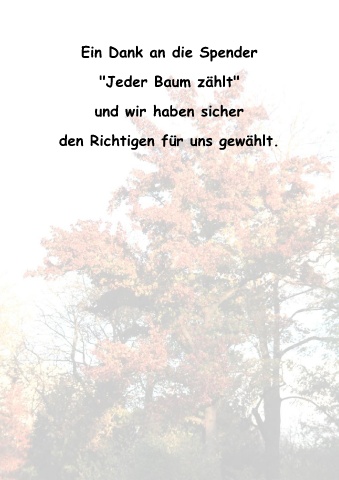 Ein Dank an die Spender
"Jeder Baum zählt"
und wir haben sicher
den Richtigen für uns gewählt.